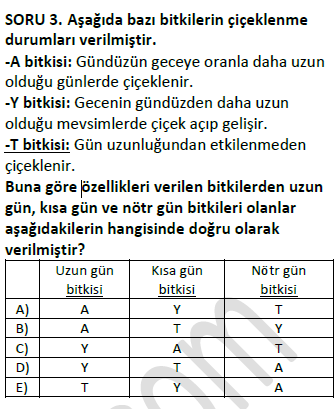 SORU 3. Aşağıda bazı bitkilerin çiçeklenme
durumları verilmiştir.
-A bitkisi: Gündüzün geceye oranla daha uzun
olduğu günlerde çiçeklenir.
-Y bitkisi: Gecenin gündüzden daha uzun
olduğu mevsimlerde çiçek açıp gelişir.
-T bitkisi: Gün uzunluğundan etkilenmeden
çiçeklenir.
Buna göre özellikleri verilen bitkilerden uzun
gün, kısa gün ve nötr gün bitkileri olanlar
aşağıdakilerin hangisinde doğru olarak
verilmiştir?
Uzun gün bitkisi Kısa gün bitkisi Nötr gün bitkisi
A) A Y T
B) A T Y
C) Y A T
D) Y T A
E) T Y A